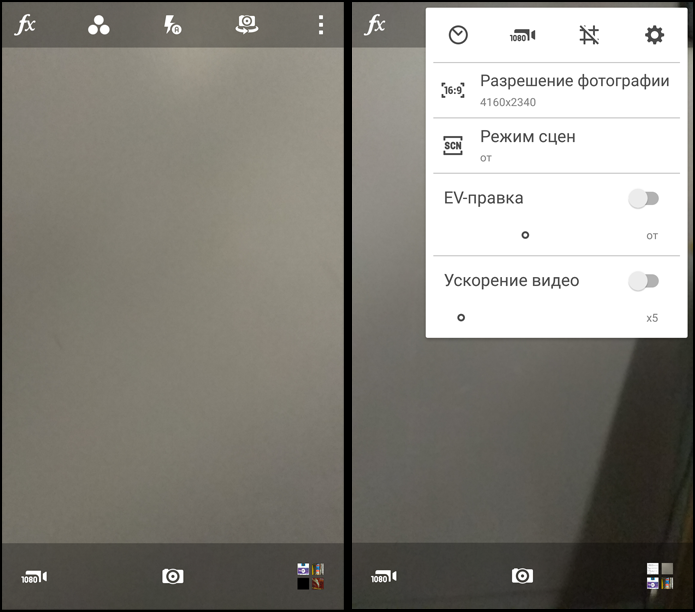 fx
A
1080
fx
1080
16:9
Разрешение фотографии
4160x2340
SCN
Режим сцен
от
EV-правка
от
Ускорение видео
x5
1080